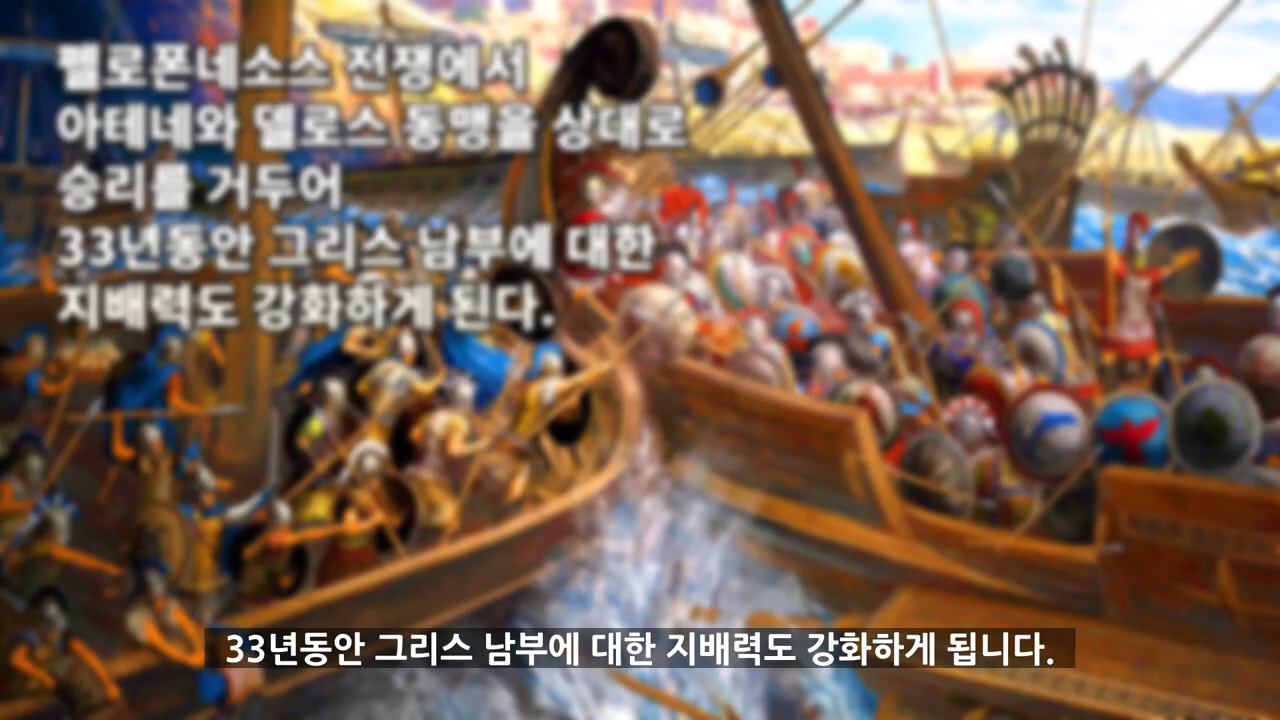 펠로폰네소스 전쟁에서
아테네와 델로스 동맹을 상대로
승리를 거두어
33년동안 그리스 남부에 대한
지배력도 강화하게 된다.
33년동안 그리스 남부에 대한 지배력도 강화하게 됩니다.